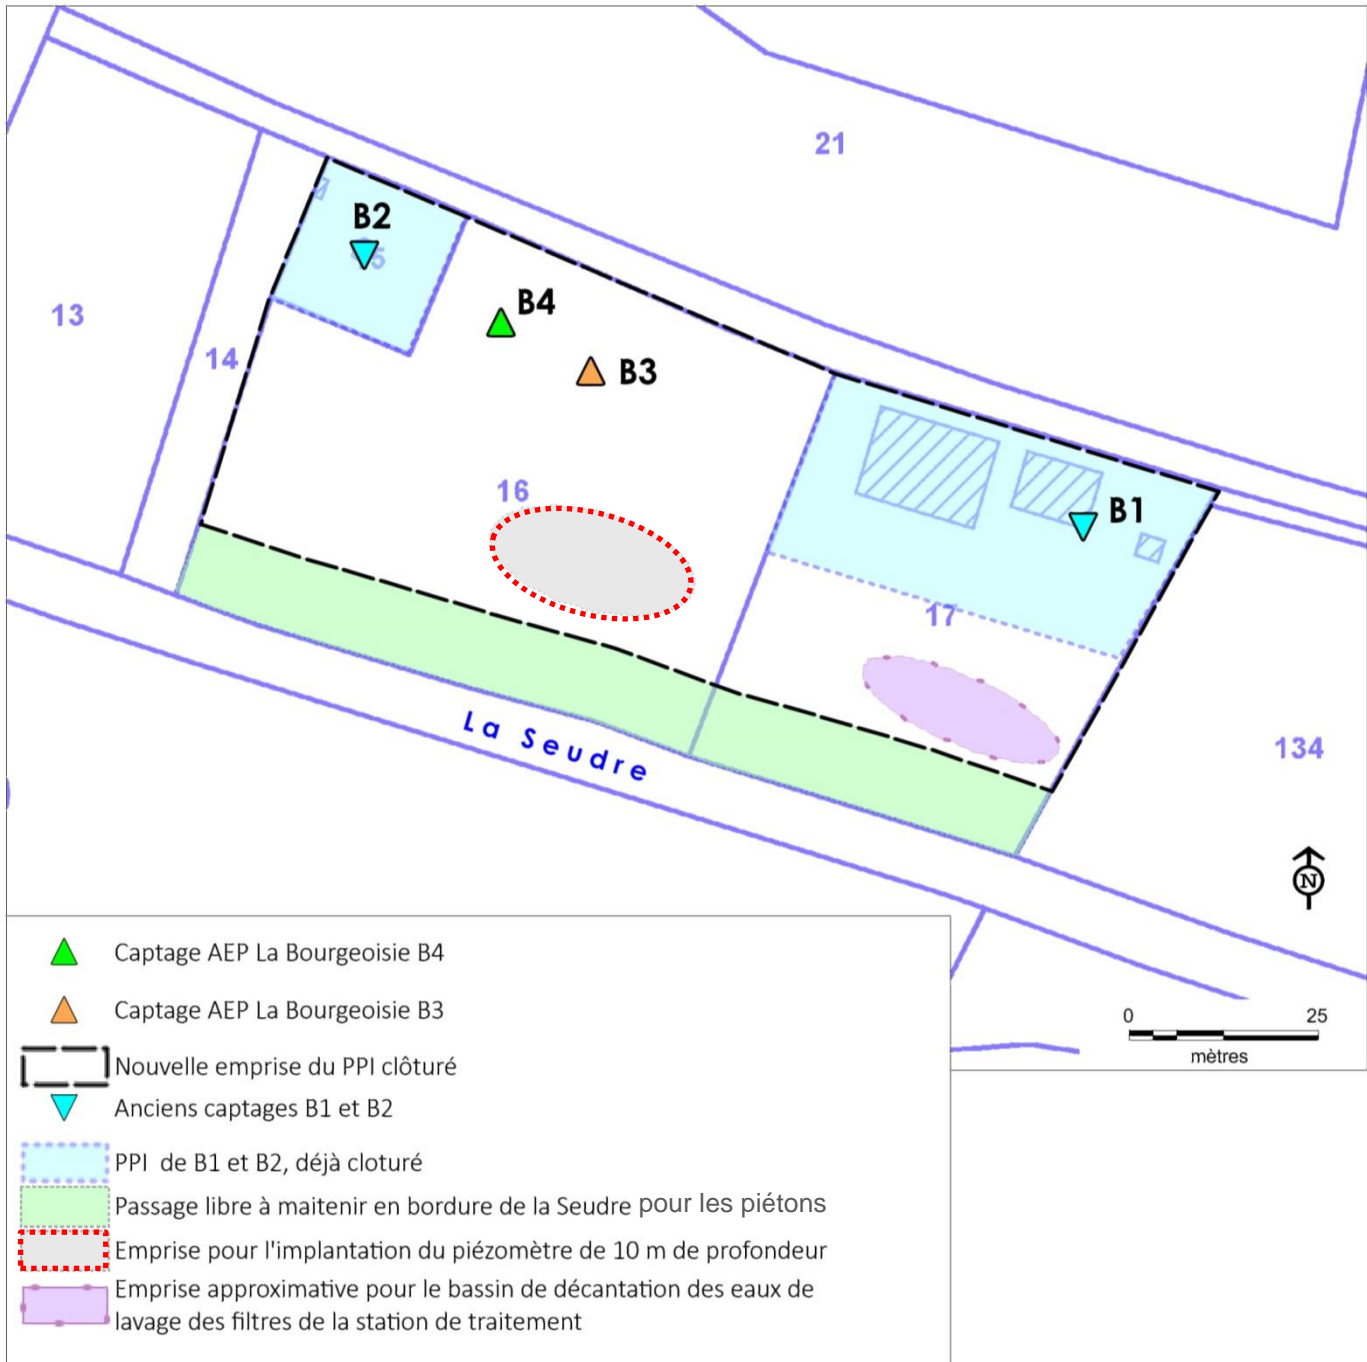 21
B2
B4
13
14
B3
16
B1
17
La Seudre
134
N
Captage AEP La Bourgeoisie B4
Captage AEP La Bourgeoisie B3
0 25
mètres
Nouvelle emprise du PPI clôturé
Anciens captages B1 et B2
PPI de B1 et B2, déjà cloturé
Passage libre à maitenir en bordure de la Seudre pour les piétons
Emprise pour l'implantation du piézomètre de 10 m de profondeur
Emprise approximative pour le bassin de décantation des eaux de
lavage des filtres de la station de traitement